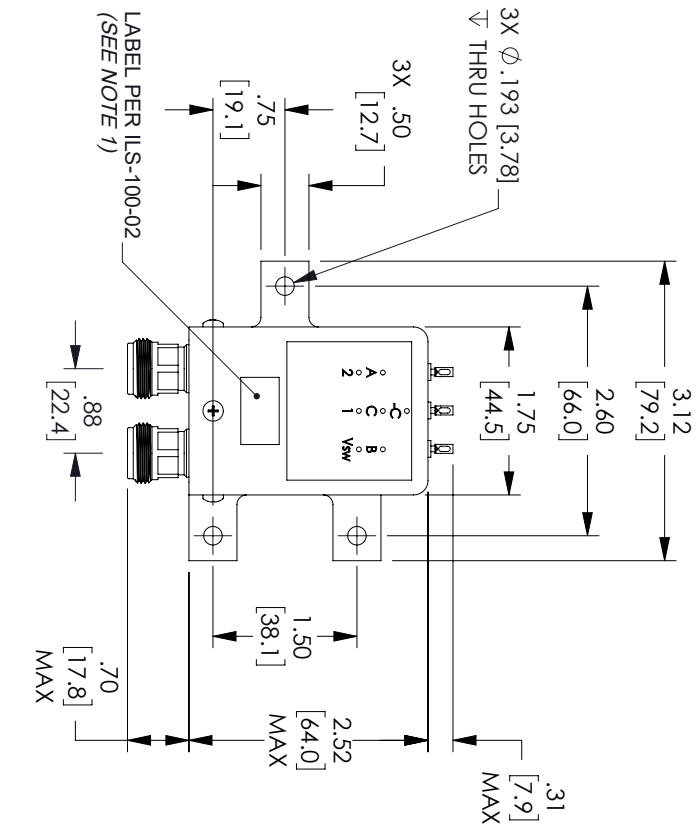 3.12
[79.2]
2.60
[66.0]
1.75
[44.5]
.31
[7.9]
MAX
3X Ø .193 [3.78]
↧ THRU HOLES
3X .50
[12.7]
-C
A C B
2 1 Vsw
2.52
[64.0]
MAX
1.50
[38.1]
.75
[19.1]
LABEL PER ILS-100-02
(SEE NOTE 1)
.70
[17.8]
MAX
.88
[22.4]